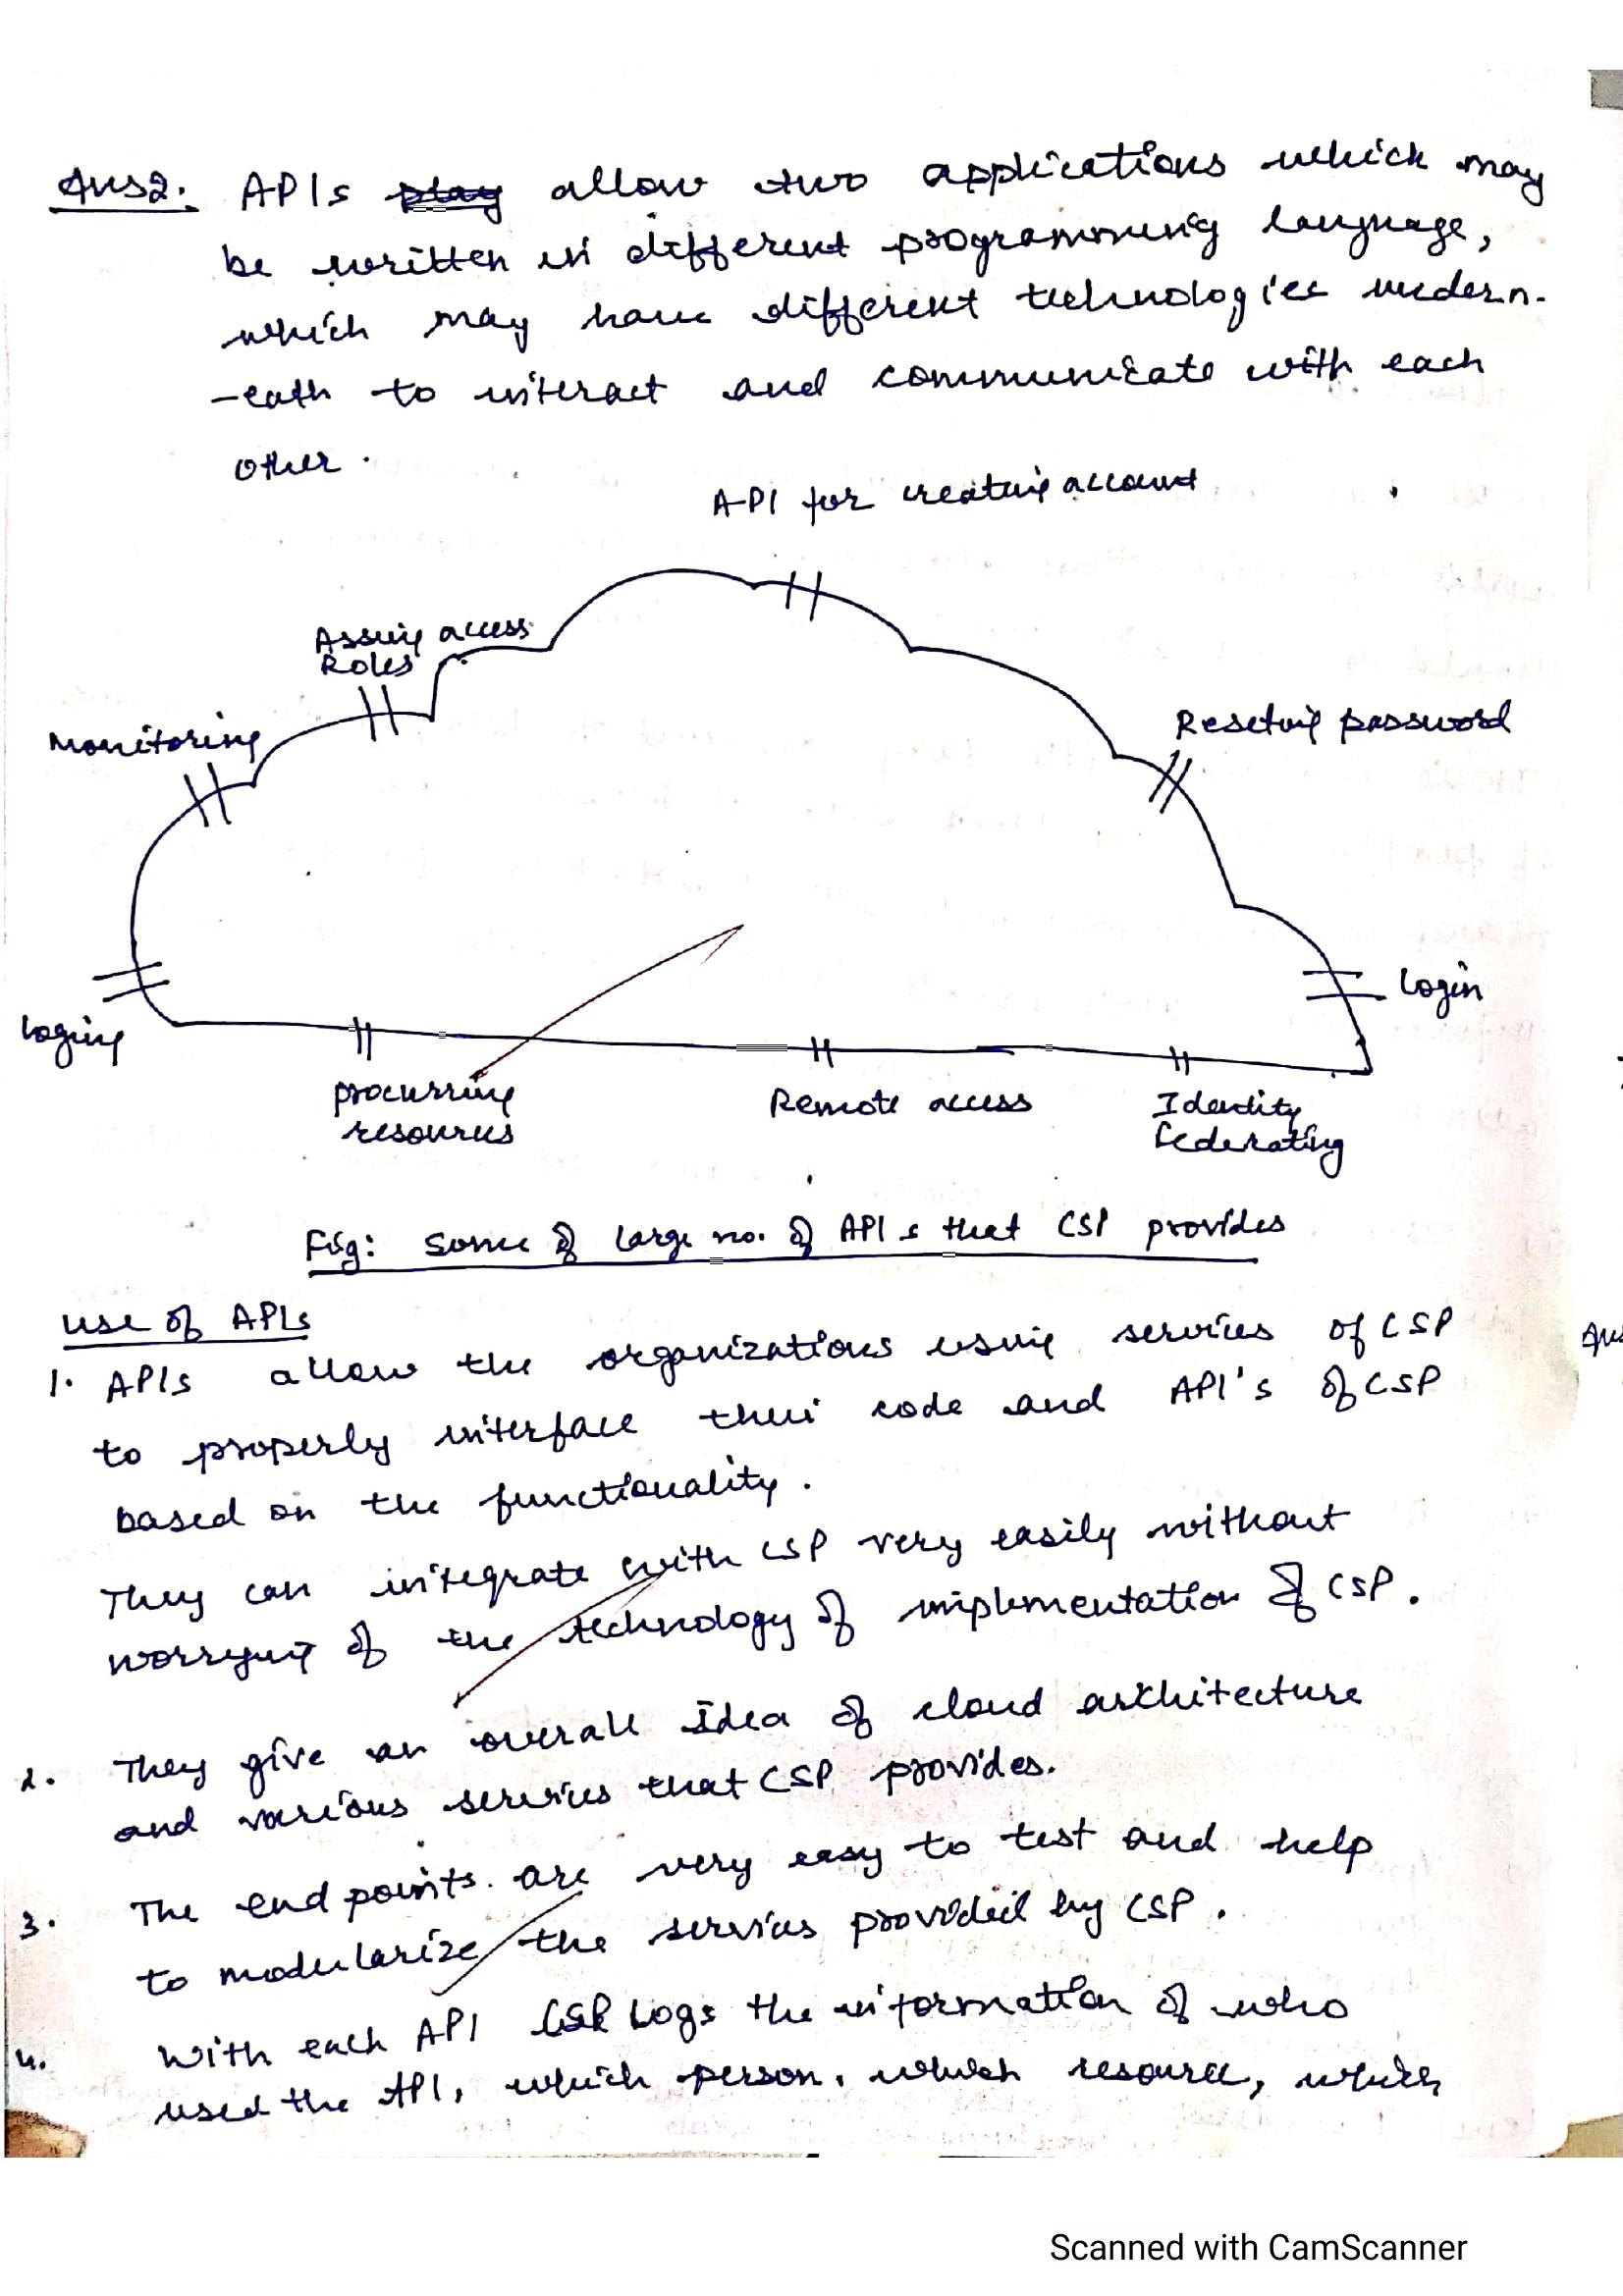 Ans2. APIs play allow two applications which may
be written in different programming language,
which may have different technologies undern-
-eath to interact and communicate with each
other.
API for creating account
Assuig access
Roles
Monitoring
Reseting password
Login
Loging
procurring
resources
Remote access
Identity
federating
Fig: Some of large no. of APIs that CSP provides
Use of APIs
1. APIs allow the organizations using services of CSP
to properly interface their code and API's of CSP
based on the functionality.
They can integrate with CSP very easily without
worrying of the technology of implementation of CSP.
2. They give an overall idea of cloud architecture
and various services that CSP provides.
3. The end points are very easy to test and help
to modularize the services provided by CSP.
4. With each API CSP Logs the information of who
used the API, which person, which resource, which
Ans
Scanned with CamScanner